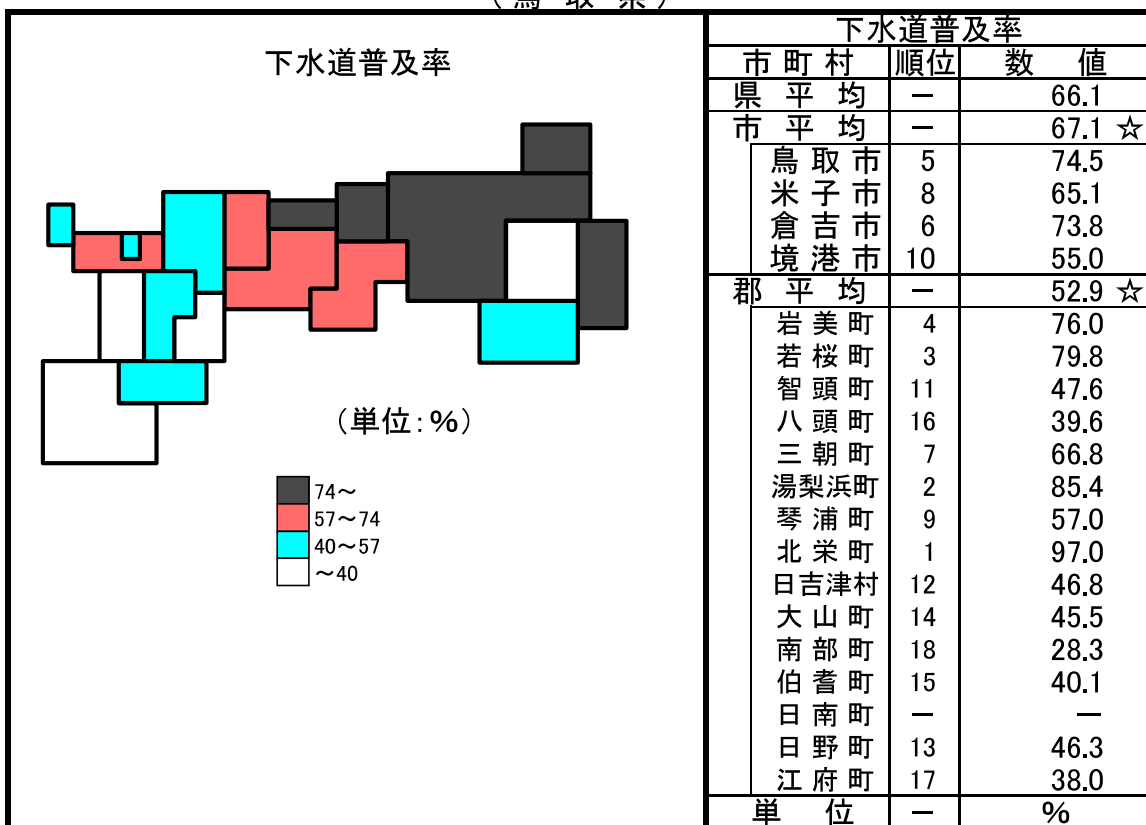 （鳥 取 県）
下水道普及率
（単位：％）
74～
57～74
40～57
～40
下水道普及率
市 町 村 順位 数 値
県 平 均 － 66.1
市 平 均 － 67.1 ☆
鳥 取 市 5 74.5
米 子 市 8 65.1
倉 吉 市 6 73.8
境 港 市 10 55.0
郡 平 均 － 52.9 ☆
岩 美 町 4 76.0
若 桜 町 3 79.8
智 頭 町 11 47.6
八 頭 町 16 39.6
三 朝 町 7 66.8
湯梨浜町 2 85.4
琴 浦 町 9 57.0
北 栄 町 1 97.0
日吉津村 12 46.8
大 山 町 14 45.5
南 部 町 18 28.3
伯 耆 町 15 40.1
日 南 町 － －
日 野 町 13 46.3
江 府 町 17 38.0
単 位 － ％